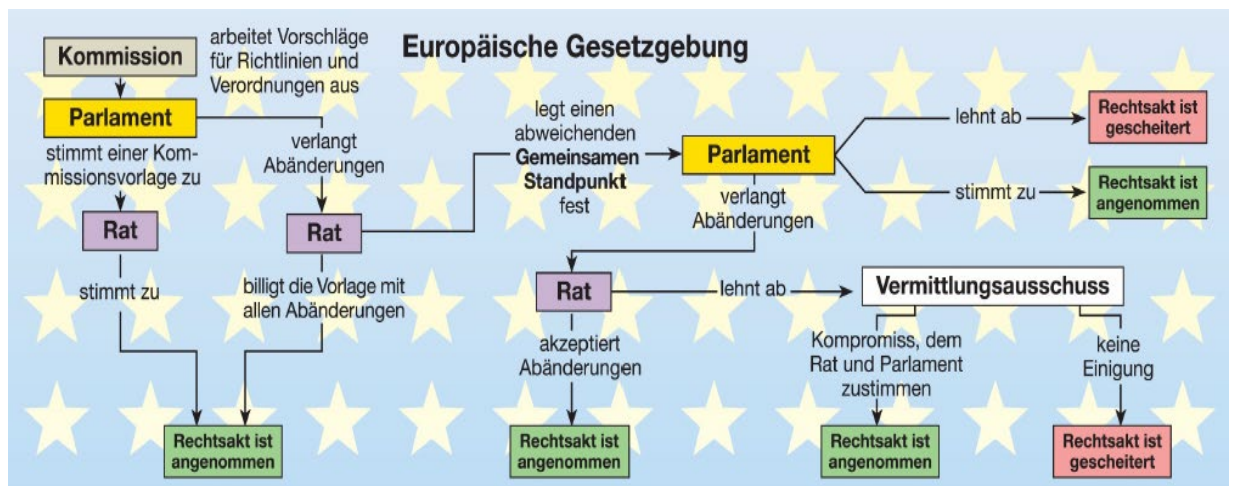 Europäische Gesetzgebung
Kommission
arbeitet Vorschläge
für Richtlinien und
Verordnungen aus
Parlament
stimmt einer Kom-
missionsvorlage zu
verlangt
Abänderungen
Rat
stimmt zu
Rat
billigt die Vorlage mit
allen Abänderungen
Rechtsakt ist
angenommen
legt einen
abweichenden
Gemeinsamen
Standpunkt
fest
Parlament
lehnt ab
Rechtsakt ist
gescheitert
stimmt zu
Rechtsakt ist
angenommen
verlangt
Abänderungen
Rat
akzeptiert
Abänderungen
Rechtsakt ist
angenommen
lehnt ab
Vermittlungsausschuss
Kompromiss, dem
Rat und Parlament
zustimmen
Rechtsakt ist
angenommen
keine
Einigung
Rechtsakt ist
gescheitert